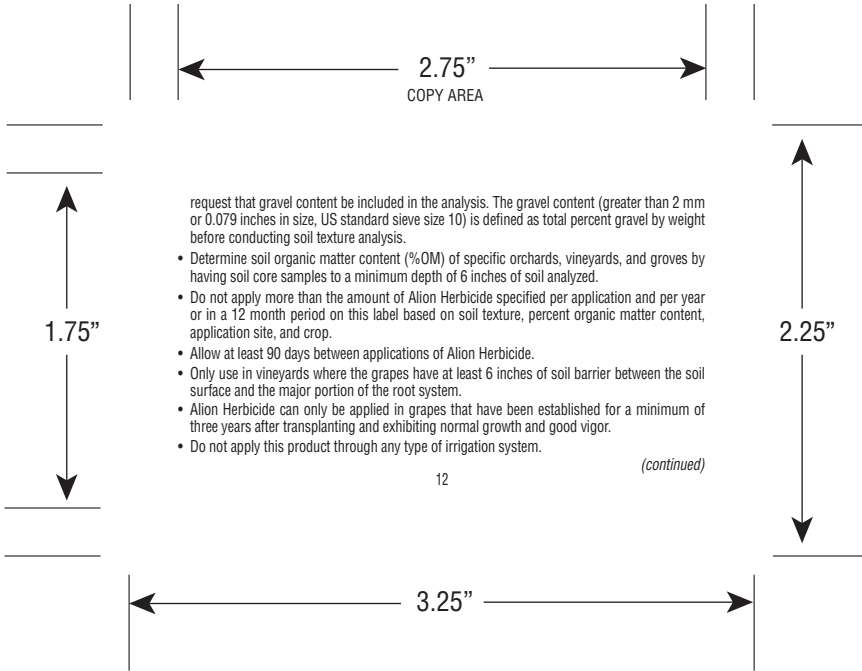 2.75”
COPY AREA
request that gravel content be included in the analysis. The gravel content (greater than 2 mm
or 0.079 inches in size, US standard sieve size 10) is defined as total percent gravel by weight
before conducting soil texture analysis.
• Determine soil organic matter content (%OM) of specific orchards, vineyards, and groves by
having soil core samples to a minimum depth of 6 inches of soil analyzed.
• Do not apply more than the amount of Alion Herbicide specified per application and per year
or in a 12 month period on this label based on soil texture, percent organic matter content,
application site, and crop.
• Allow at least 90 days between applications of Alion Herbicide.
• Only use in vineyards where the grapes have at least 6 inches of soil barrier between the soil
surface and the major portion of the root system.
• Alion Herbicide can only be applied in grapes that have been established for a minimum of
three years after transplanting and exhibiting normal growth and good vigor.
• Do not apply this product through any type of irrigation system.
(continued)
12
1.75”
2.25”
3.25”